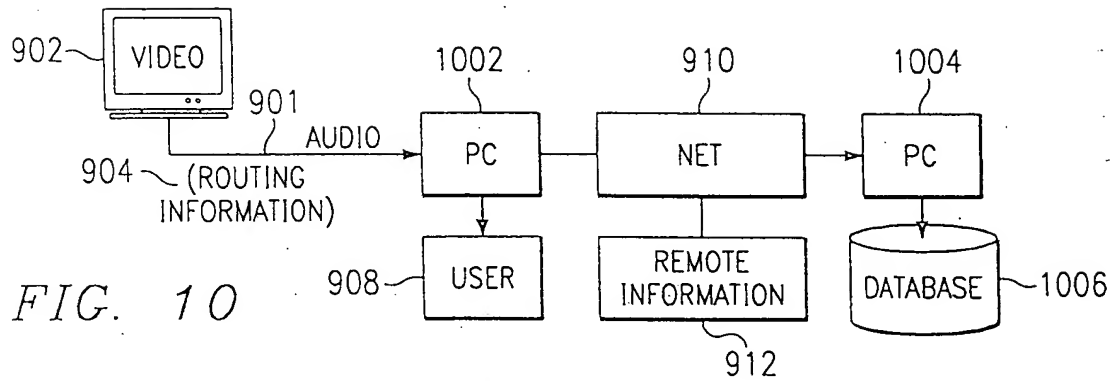 902
VIDEO
901
AUDIO
904
(ROUTING
INFORMATION)
1002
PC
908
USER
910
NET
REMOTE
INFORMATION
912
1004
PC
DATABASE
1006
FIG. 10